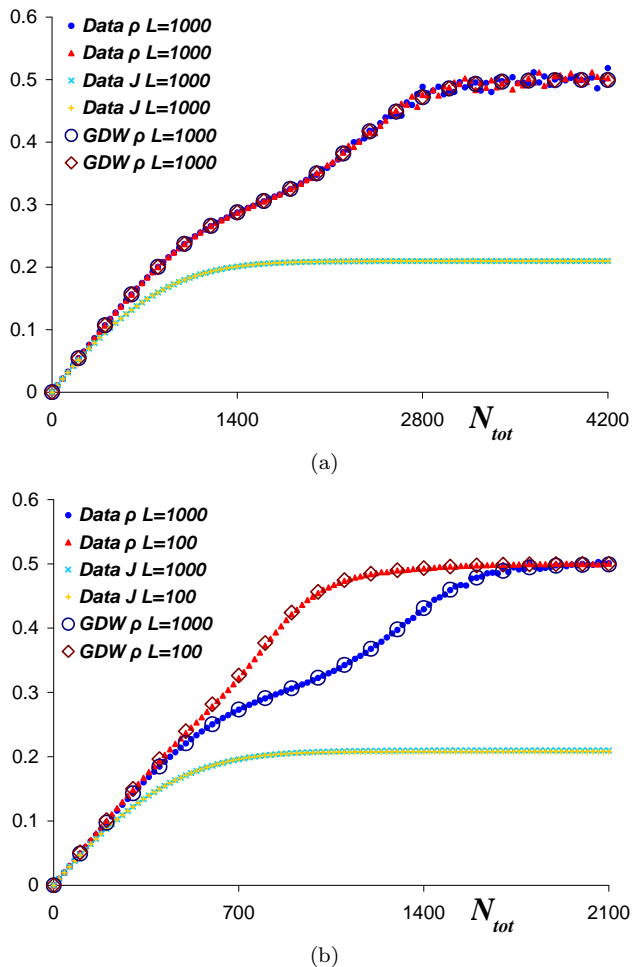 0.6
0.5
0.4
0.3
0.2
0.1
0
Data ρ L=1000
Data ρ L=1000
Data J L=1000
Data J L=1000
GDW ρ L=1000
GDW ρ L=1000
0 1400 2800 N_tot 4200
(a)
0.6
0.5
0.4
0.3
0.2
0.1
0
Data ρ L=1000
Data ρ L=100
Data J L=1000
Data J L=100
GDW ρ L=1000
GDW ρ L=100
0 700 1400 N_tot 2100
(b)